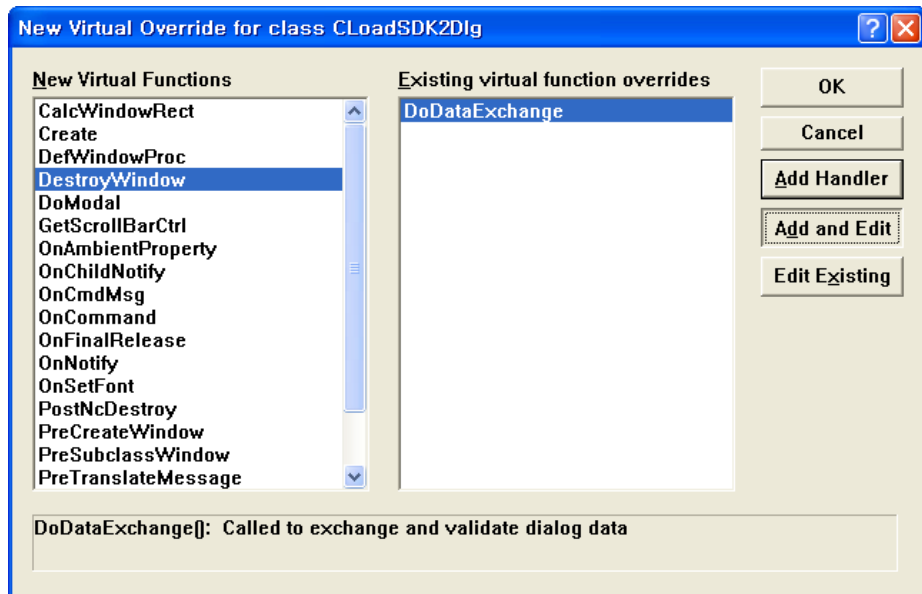 New Virtual Override for class CLoadSDK2Dlg
New Virtual Functions
Existing virtual function overrides
CalcWindowRect
Create
DefWindowProc
DestroyWindow
DoModal
GetScrollBarCtrl
OnAmbientProperty
OnChildNotify
OnCmdMsg
OnCommand
OnFinalRelease
OnNotify
OnSetFont
PostNcDestroy
PreCreateWindow
PreSubclassWindow
PreTranslateMessage
DoDataExchange
OK
Cancel
Add Handler
Add and Edit
Edit Existing
DoDataExchange(): Called to exchange and validate dialog data